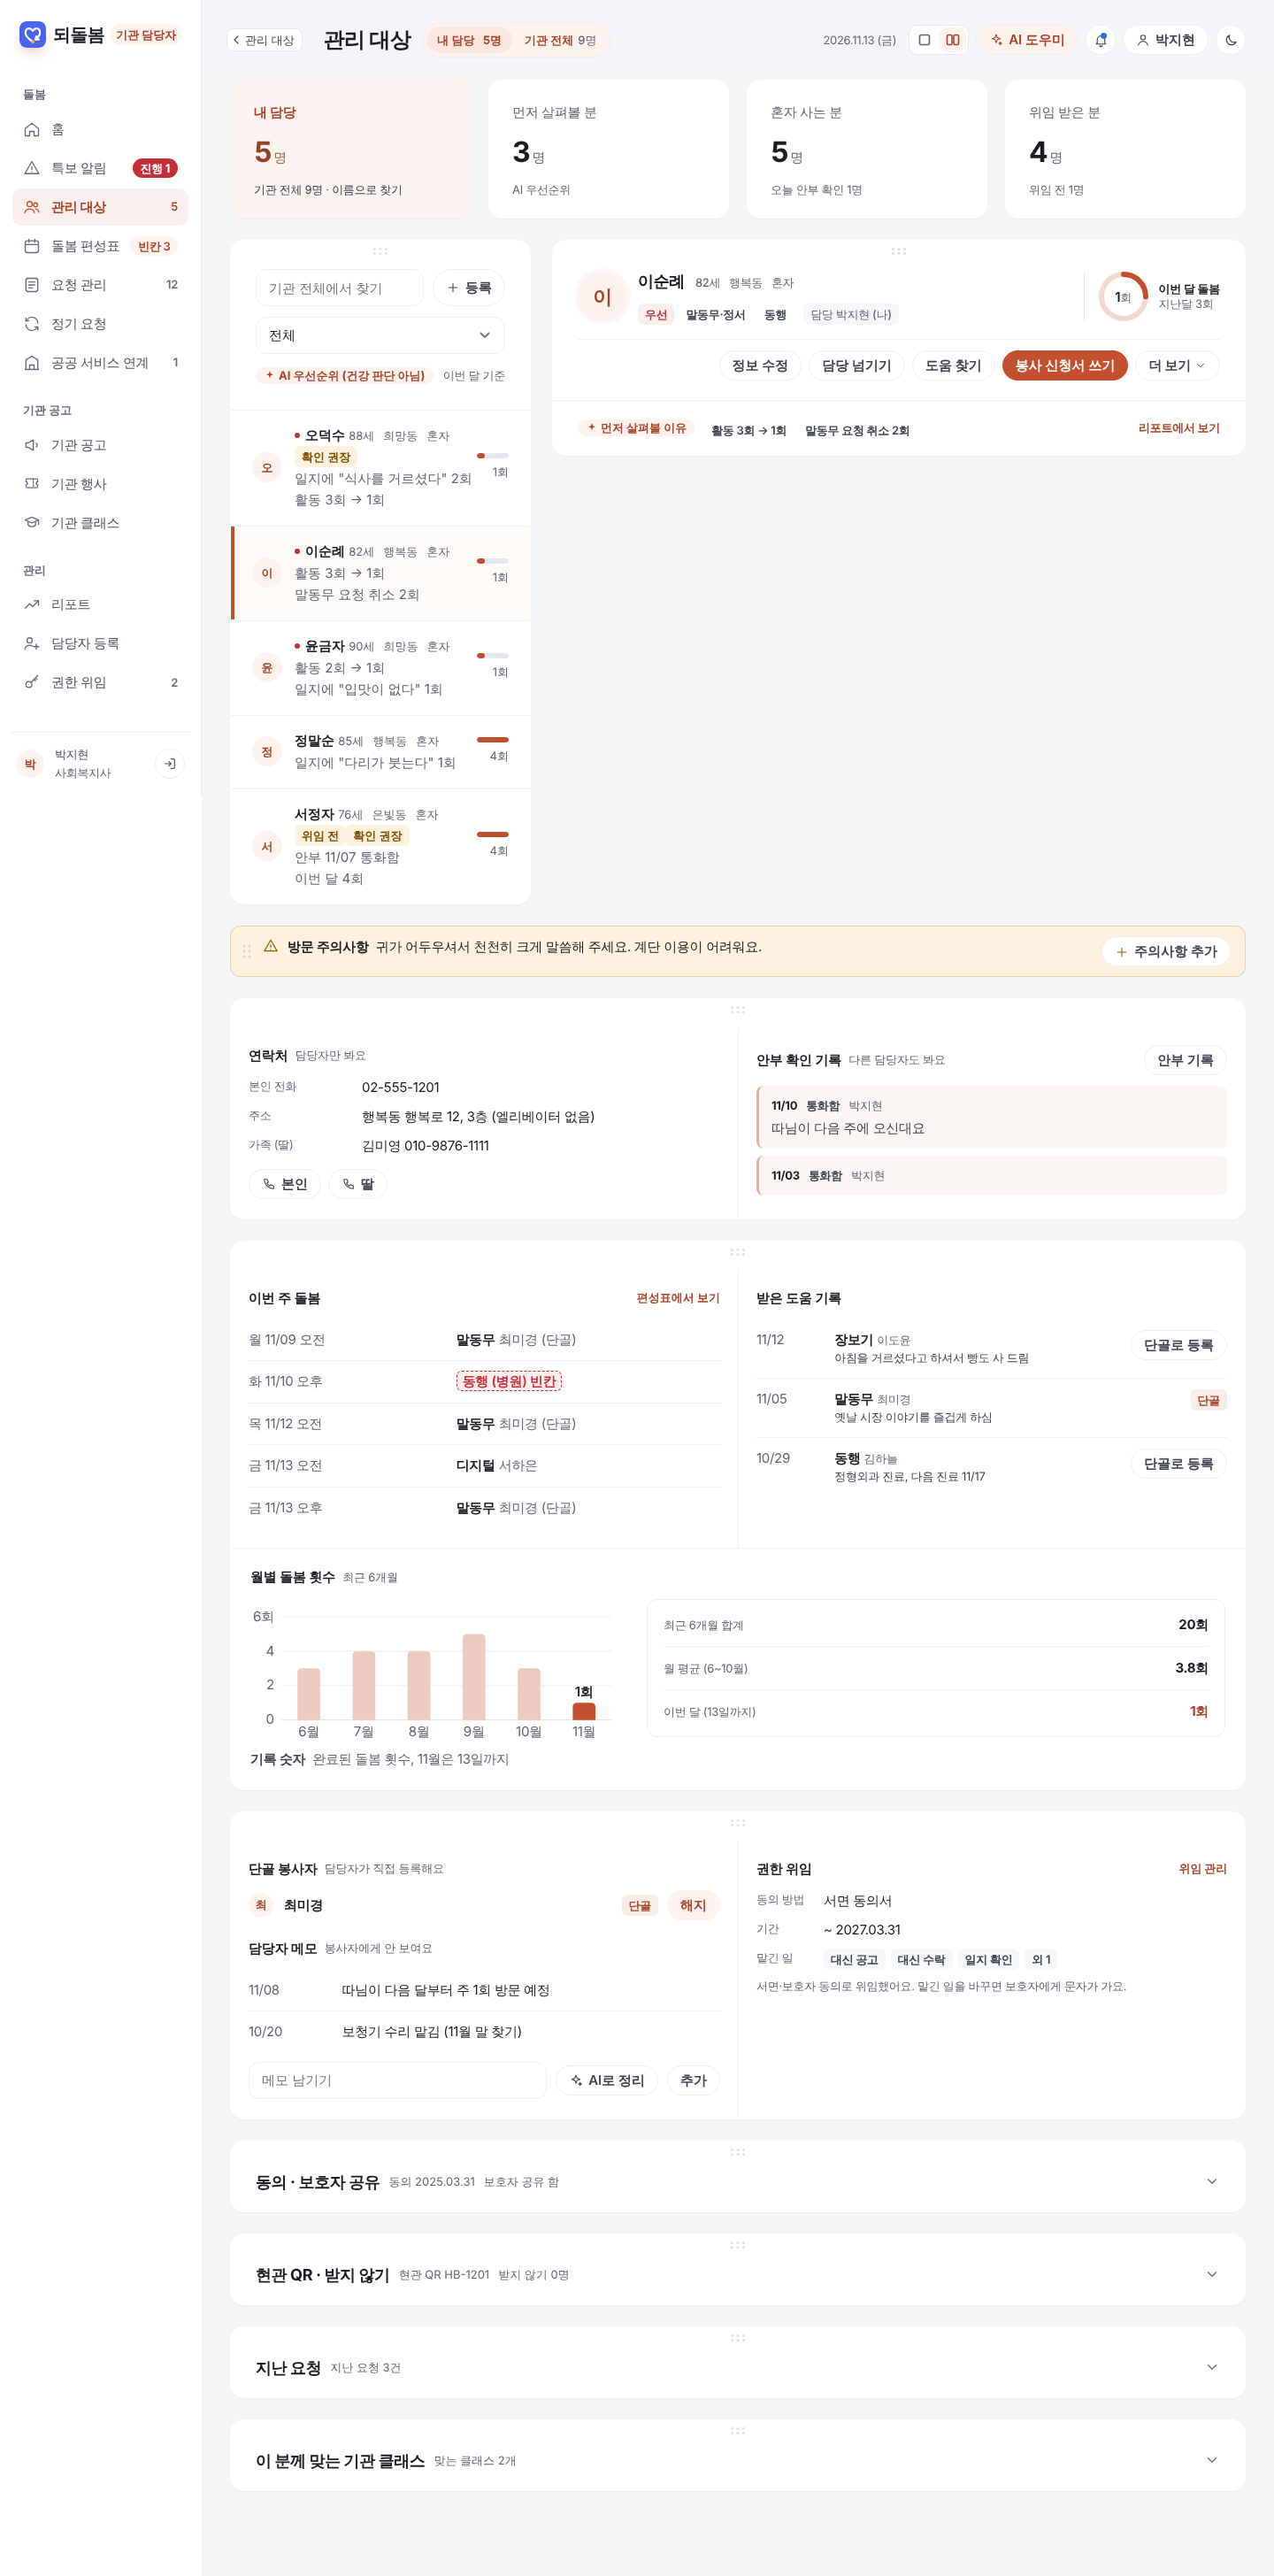 되돌봄 기관 담당자
돌봄
홈
특보 알림 진행 1
관리 대상 5
돌봄 편성표 빈칸 3
요청 관리 12
정기 요청
공공 서비스 연계 1
기관 공고
기관 공고
기관 행사
기관 클래스
관리
리포트
담당자 등록
권한 위임 2
박 박지현
사회복지사
관리 대상
관리 대상
내 담당 5명 기관 전체 9명
2026.11.13 (금)
AI 도우미
박지현
내 담당
5명
기관 전체 9명 · 이름으로 찾기
먼저 살펴볼 분
3명
AI 우선순위
혼자 사는 분
5명
오늘 안부 확인 1명
위임 받은 분
4명
위임 전 1명
기관 전체에서 찾기
등록
전체
AI 우선순위 (건강 판단 아님) 이번 달 기준
오
오덕수 88세 희망동 혼자
확인 권장
일지에 "식사를 거르셨다" 2회
활동 3회 → 1회
1회
이
이순례 82세 행복동 혼자
활동 3회 → 1회
말동무 요청 취소 2회
1회
윤
윤금자 90세 희망동 혼자
활동 2회 → 1회
일지에 "입맛이 없다" 1회
1회
정
정말순 85세 행복동 혼자
일지에 "다리가 붓는다" 1회
4회
서
서정자 76세 은빛동 혼자
위임 전 확인 권장
안부 11/07 통화함
이번 달 4회
4회
이
이순례 82세 행복동 혼자
우선 말동무·정서 동행 담당 박지현 (나)
1회
이번 달 돌봄
지난달 3회
정보 수정 담당 넘기기 도움 찾기 봉사 신청서 쓰기 더 보기
먼저 살펴볼 이유 활동 3회 → 1회 말동무 요청 취소 2회 리포트에서 보기
방문 주의사항 귀가 어두우셔서 천천히 크게 말씀해 주세요. 계단 이용이 어려워요.
주의사항 추가
연락처 담당자만 봐요
본인 전화 02-555-1201
주소 행복동 행복로 12, 3층 (엘리베이터 없음)
가족 (딸) 김미영 010-9876-1111
본인 딸
안부 확인 기록 다른 담당자도 봐요 안부 기록
11/10 통화함 박지현
따님이 다음 주에 오신대요
11/03 통화함 박지현
이번 주 돌봄 편성표에서 보기
월 11/09 오전 말동무 최미경 (단골)
화 11/10 오후 동행 (병원) 빈칸
목 11/12 오전 말동무 최미경 (단골)
금 11/13 오전 디지털 서하은
금 11/13 오후 말동무 최미경 (단골)
받은 도움 기록
11/12 장보기 이도윤 단골로 등록
아침을 거르셨다고 하셔서 빵도 사 드림
11/05 말동무 최미경 단골
옛날 시장 이야기를 즐겁게 하심
10/29 동행 김하늘 단골로 등록
정형외과 진료, 다음 진료 11/17
월별 돌봄 횟수 최근 6개월
6회
4
2
0
1회
6월 7월 8월 9월 10월 11월
기록 숫자 완료된 돌봄 횟수, 11월은 13일까지
최근 6개월 합계 20회
월 평균 (6~10월) 3.8회
이번 달 (13일까지) 1회
단골 봉사자 담당자가 직접 등록해요
최 최미경 단골 해지
담당자 메모 봉사자에게 안 보여요
11/08 따님이 다음 달부터 주 1회 방문 예정
10/20 보청기 수리 맡김 (11월 말 찾기)
메모 남기기 AI로 정리 추가
권한 위임 위임 관리
동의 방법 서면 동의서
기간 ~ 2027.03.31
맡긴 일 대신 공고 대신 수락 일지 확인 외 1
서면·보호자 동의로 위임했어요. 맡긴 일을 바꾸면 보호자에게 문자가 가요.
동의 · 보호자 공유 동의 2025.03.31 보호자 공유 함
현관 QR · 받지 않기 현관 QR HB-1201 받지 않기 0명
지난 요청 지난 요청 3건
이 분께 맞는 기관 클래스 맞는 클래스 2개